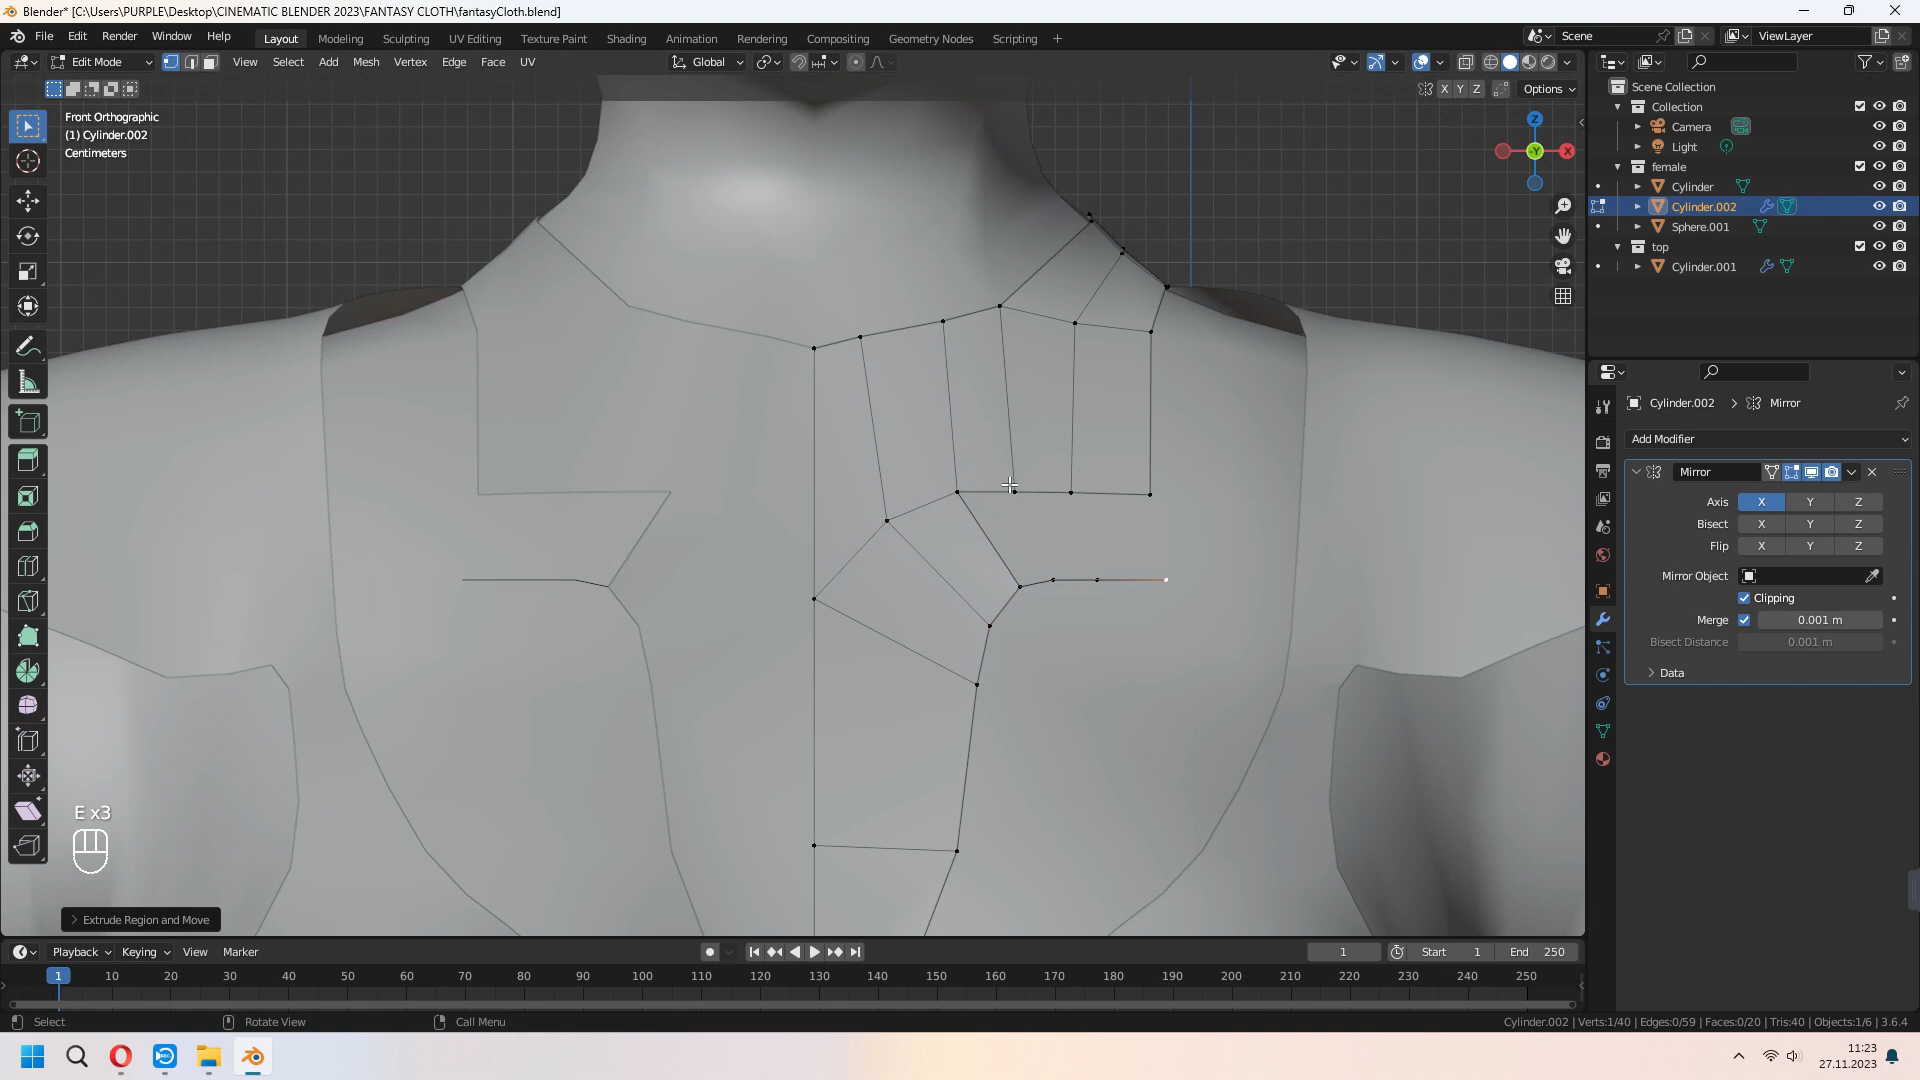 Blender* [C:\Users\PURPLE\Desktop\CINEMATIC BLENDER 2023\FANTASY CLOTH\fantasyCloth.blend]
File Edit Render Window Help Layout Modeling Sculpting UV Editing Texture Paint Shading Animation Rendering Compositing Geometry Nodes Scripting + Scene ViewLayer
Edit Mode View Select Add Mesh Vertex Edge Face UV Global
X Y Z Options
Front Orthographic
(1) Cylinder.002
Centimeters
Z
-Y X
Scene Collection
Collection
Camera
Light
female
Cylinder
Cylinder.002
Sphere.001
top
Cylinder.001
Cylinder.002 > Mirror
Add Modifier
Mirror
Axis X Y Z
Bisect X Y Z
Flip X Y Z
Mirror Object
Clipping
Merge 0.001 m
Bisect Distance 0.001 m
Data
E x3
Extrude Region and Move
Playback Keying View Marker 1 Start 1 End 250
1 10 20 30 40 50 60 70 80 90 100 110 120 130 140 150 160 170 180 190 200 210 220 230 240 250
Select Rotate View Call Menu Cylinder.002 | Verts:1/40 | Edges:0/59 | Faces:0/20 | Tris:40 | Objects:1/6 | 3.6.4
11:23
27.11.2023